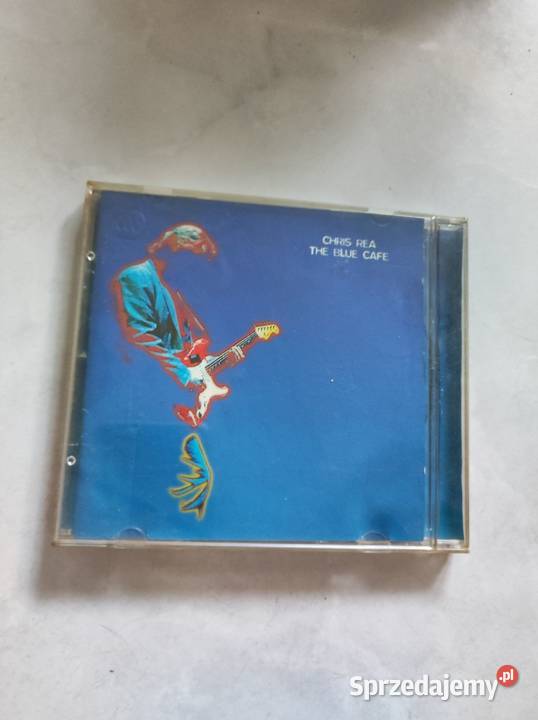 CHRIS REA
THE BLUE CAFE
Sprzedajemy.pl